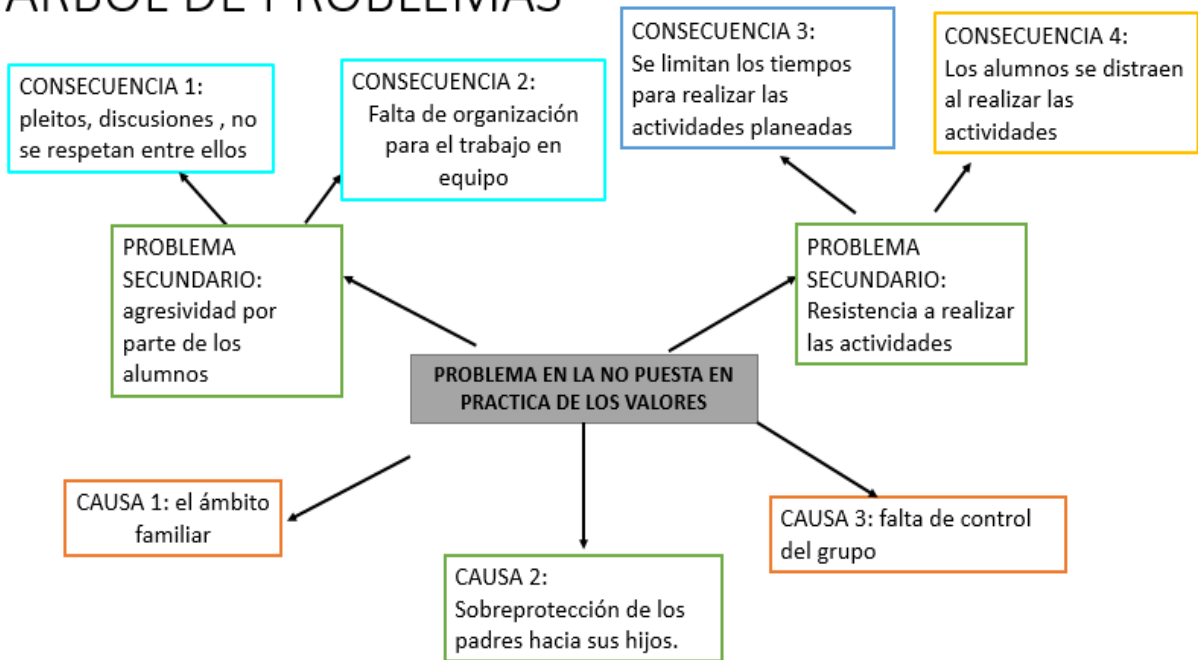 ÁRBOL DE PROBLEMAS
CONSECUENCIA 1:
pleitos, discusiones , no
se respetan entre ellos
CONSECUENCIA 2:
Falta de organización
para el trabajo en
equipo
CONSECUENCIA 3:
Se limitan los tiempos
para realizar las
actividades planeadas
CONSECUENCIA 4:
Los alumnos se distraen
al realizar las
actividades
PROBLEMA
SECUNDARIO:
agresividad por
parte de los
alumnos
PROBLEMA
SECUNDARIO:
Resistencia a realizar
las actividades
PROBLEMA EN LA NO PUESTA EN
PRACTICA DE LOS VALORES
CAUSA 1: el ámbito
familiar
CAUSA 2:
Sobreprotección de los
padres hacia sus hijos.
CAUSA 3: falta de control
del grupo